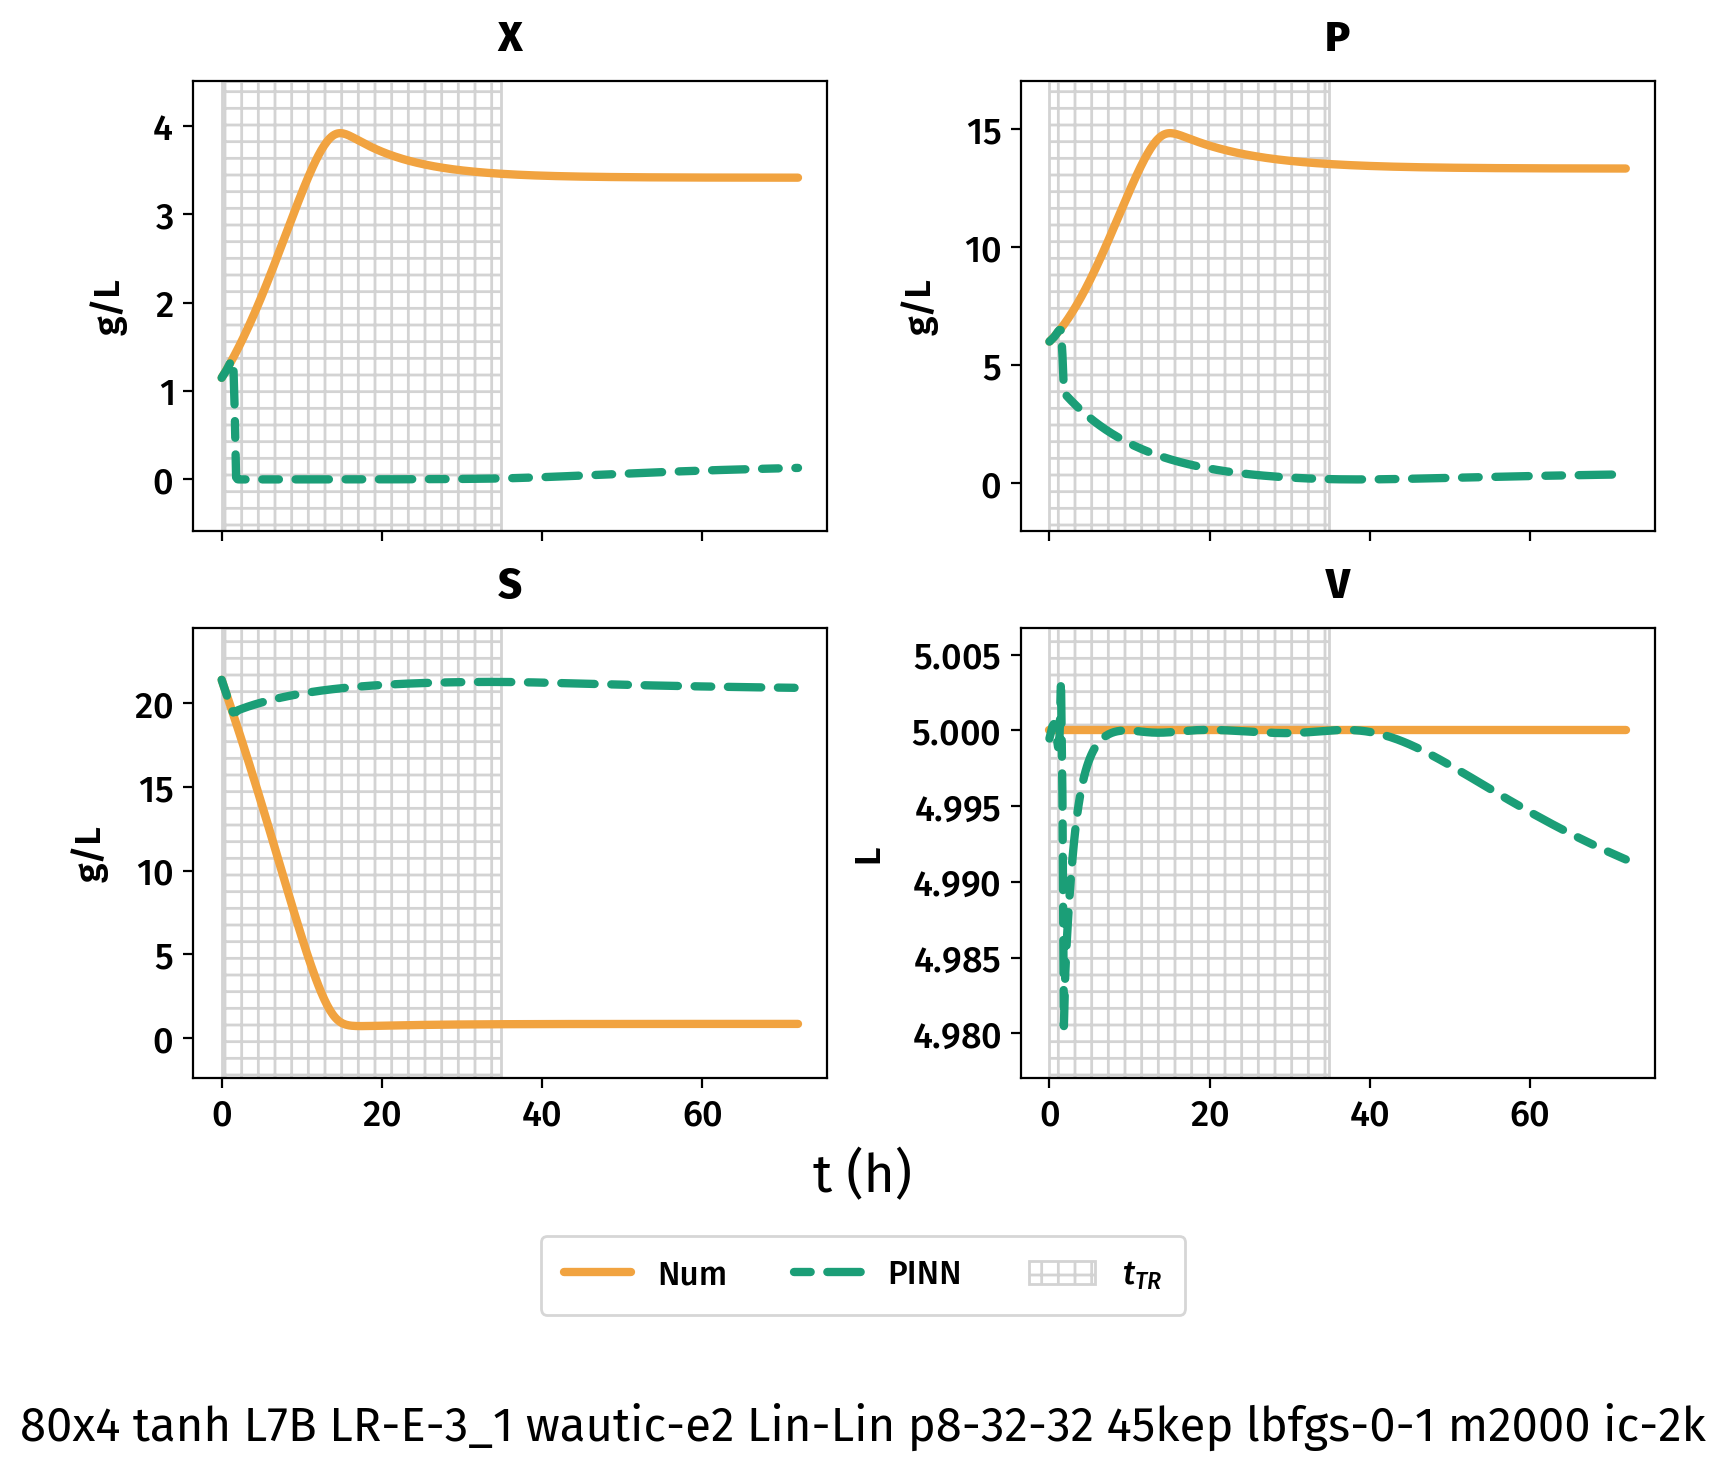 X
P
4
3
2
1
0
g/L
15
10
5
0
g/L
S
V
20
15
10
5
0
g/L
5.005
5.000
4.995
4.990
4.985
4.980
L
0 20 40 60
0 20 40 60
t (h)
Num PINN tTR
80x4 tanh L7B LR-E-3_1 wautic-e2 Lin-Lin p8-32-32 45kep lbfgs-0-1 m2000 ic-2k